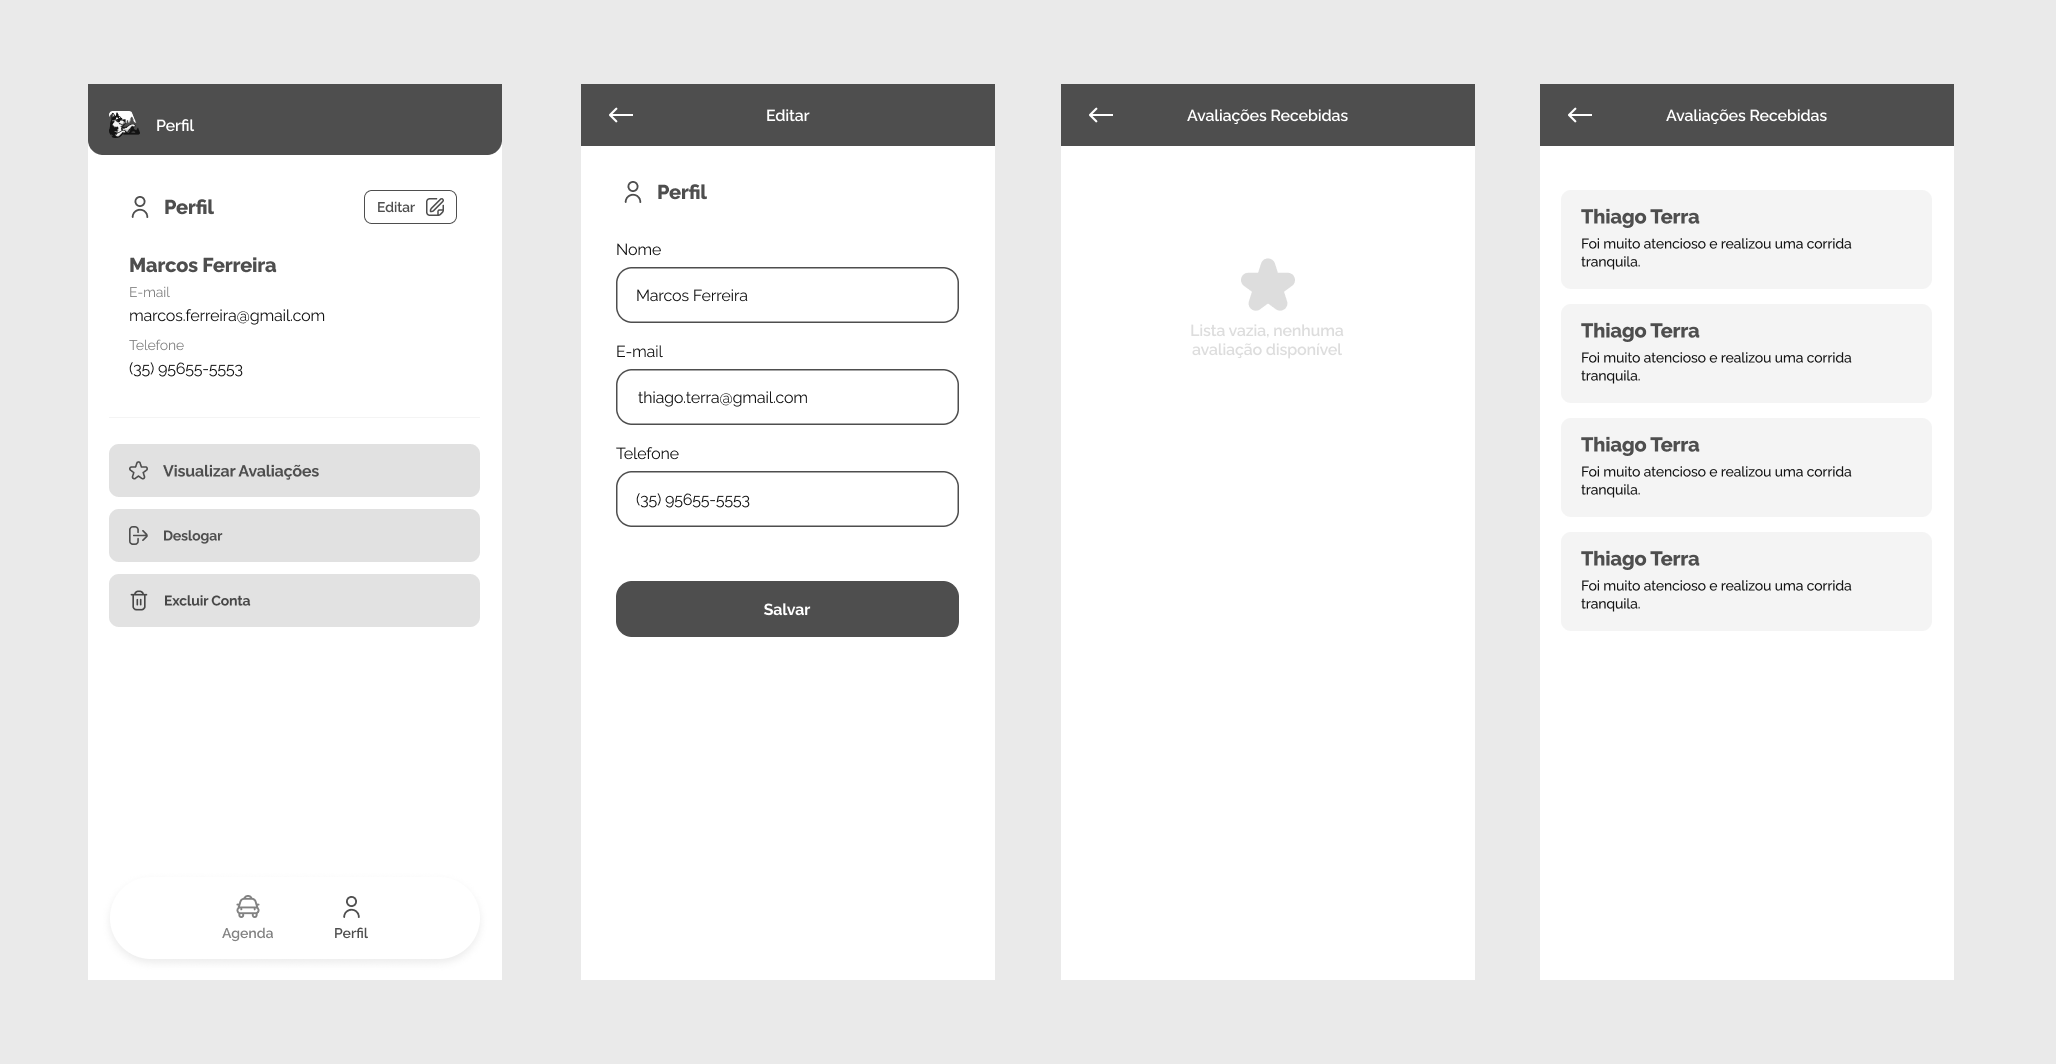 Perfil
Perfil
Editar
Marcos Ferreira
E-mail
marcos.ferreira@gmail.com
Telefone
(35) 95655-5553
Visualizar Avaliações
Deslogar
Excluir Conta
Agenda
Perfil
Editar
Perfil
Nome
Marcos Ferreira
E-mail
thiago.terra@gmail.com
Telefone
(35) 95655-5553
Salvar
Avaliações Recebidas
Lista vazia, nenhuma
avaliação disponível
Avaliações Recebidas
Thiago Terra
Foi muito atencioso e realizou uma corrida
tranquila.
Thiago Terra
Foi muito atencioso e realizou uma corrida
tranquila.
Thiago Terra
Foi muito atencioso e realizou uma corrida
tranquila.
Thiago Terra
Foi muito atencioso e realizou uma corrida
tranquila.